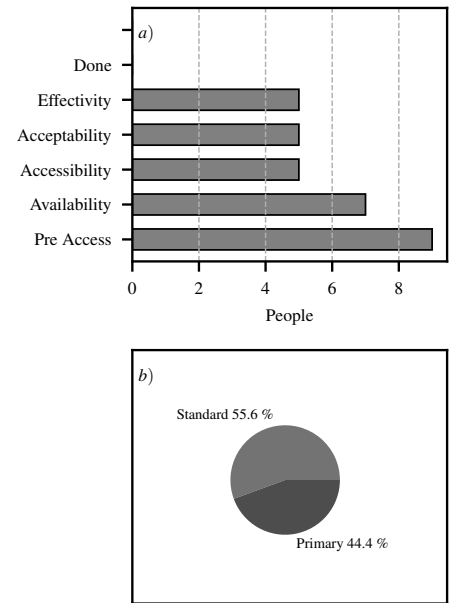 a)
Done
Effectivity
Acceptability
Accessibility
Availability
Pre Access
0 2 4 6 8
People
b)
Standard 55.6 %
Primary 44.4 %